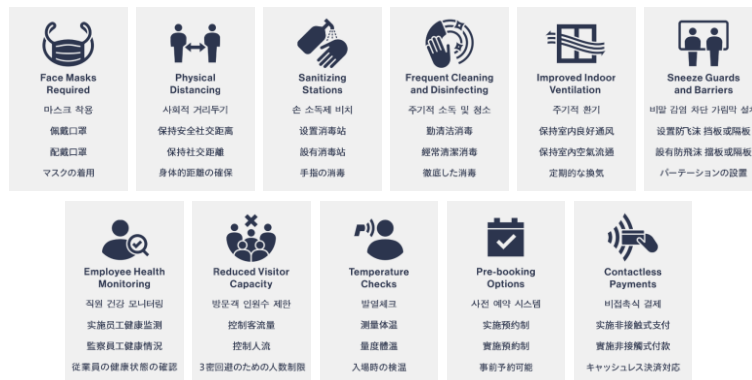 Face Masks
Required
마스크 착용
佩戴口罩
配戴口罩
マスクの着用
Physical
Distancing
사회적 거리두기
保持安全社交距离
保持社交距離
身体的距離の確保
Sanitizing
Stations
손 소독제 비치
设置消毒站
設有消毒站
手指の消毒
Frequent Cleaning
and Disinfecting
주기적 소독 및 청소
勤清洁消毒
經常清潔消毒
徹底した消毒
Improved Indoor
Ventilation
주기적 환기
保持室内良好通风
保持室內空氣流通
定期的な換気
Sneeze Guards
and Barriers
비말 감염 차단 가림막
设置防飞沫 挡板或隔板
設有防飛沫 擋板或隔板
パーテーションの設置
Employee Health
Monitoring
직원 건강 모니터링
实施员工健康监测
監察員工健康情況
従業員の健康状態の確認
Reduced Visitor
Capacity
방문객 인원수 제한
控制客流量
控制人流
3密回避のための人数制限
Temperature
Checks
발열체크
测量体温
量度體溫
入場時の検温
Pre-booking
Options
사전 예약 시스템
实施预约制
實施預約制
事前予約可能
Contactless
Payments
비접촉식 결제
实施非接触式支付
實施非接觸式付款
キャッシュレス決済対応